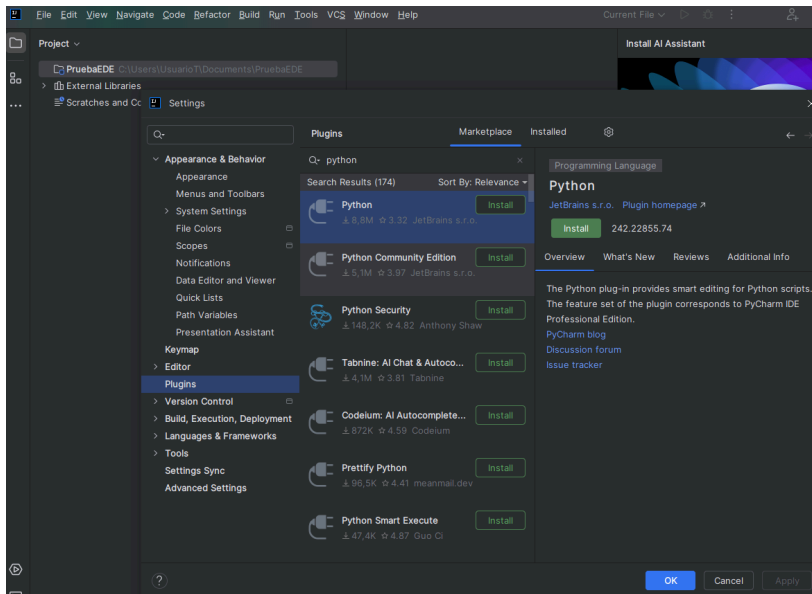 File Edit View Navigate Code Refactor Build Run Tools VCS Window Help Current File
Project
Install AI Assistant
PruebaEDE C:\Users\UsuarioT\Documents\PruebaEDE
External Libraries
Scratches and Co
Settings
Plugins Marketplace Installed
Appearance & Behavior
Appearance
Menus and Toolbars
System Settings
File Colors
Scopes
Notifications
Data Editor and Viewer
Quick Lists
Path Variables
Presentation Assistant
Keymap
Editor
Plugins
Version Control
Build, Execution, Deployment
Languages & Frameworks
Tools
Settings Sync
Advanced Settings
python
Search Results (174) Sort By: Relevance
Python Install
8,8M 3.32 JetBrains s.r.o.
Python Community Edition Install
5,1M 3.97 JetBrains s.r.o.
Python Security Install
148,2K 4.82 Anthony Shaw
Tabnine: AI Chat & Autoco... Install
4,1M 3.81 Tabnine
Codeium: AI Autocomplete... Install
872K 4.59 Codeium
Prettify Python Install
96,5K 4.41 meanmail.dev
Python Smart Execute Install
47,4K 4.87 Guo Ci
Programming Language
Python
JetBrains s.r.o. Plugin homepage
Install 242.22855.74
Overview What's New Reviews Additional Info
The Python plug-in provides smart editing for Python scripts.
The feature set of the plugin corresponds to PyCharm IDE
Professional Edition.
PyCharm blog
Discussion forum
Issue tracker
? OK Cancel Apply